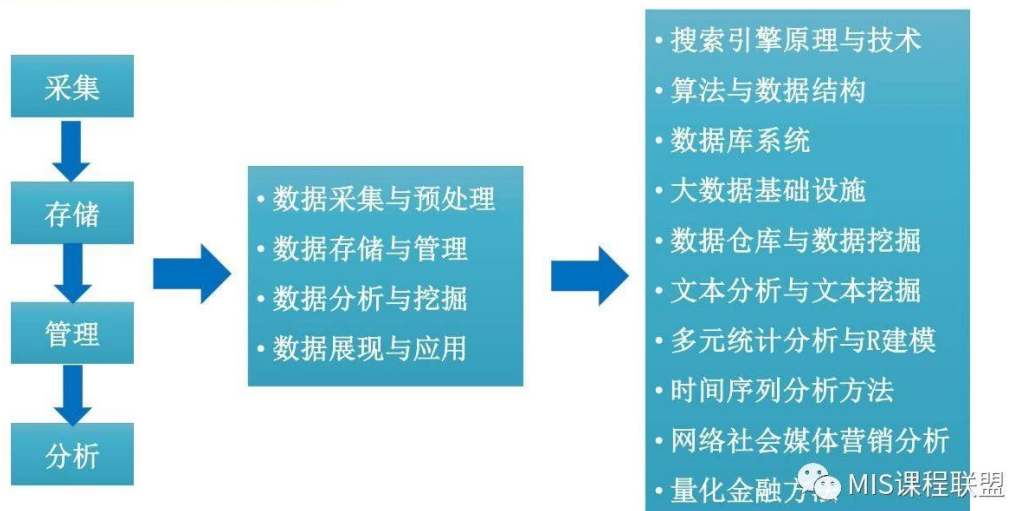 采集
存储
管理
分析
• 数据采集与预处理
• 数据存储与管理
• 数据分析与挖掘
• 数据展现与应用
• 搜索引擎原理与技术
• 算法与数据结构
• 数据库系统
• 大数据基础设施
• 数据仓库与数据挖掘
• 文本分析与文本挖掘
• 多元统计分析与R建模
• 时间序列分析方法
• 网络社会媒体营销分析
• 量化金融方法
MIS课程联盟